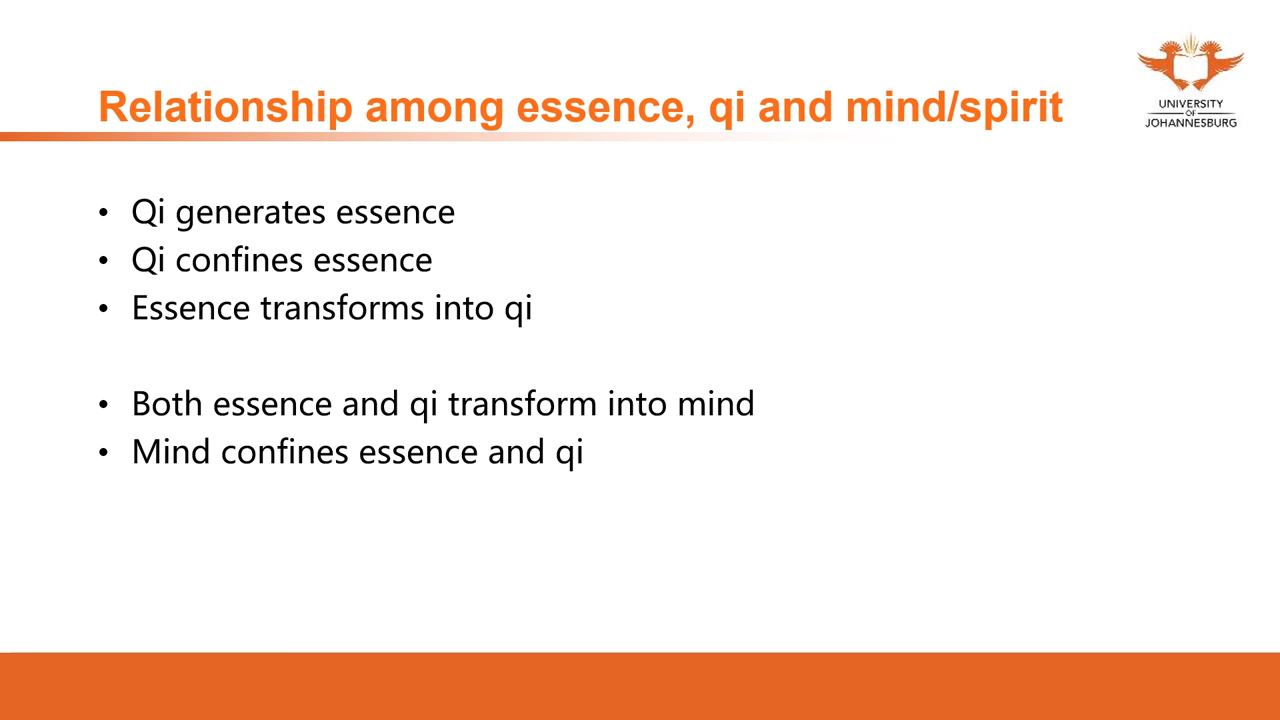 Relationship among essence, qi and mind/spirit
UNIVERSITY
OF
JOHANNESBURG
• Qi generates essence
• Qi confines essence
• Essence transforms into qi
• Both essence and qi transform into mind
• Mind confines essence and qi